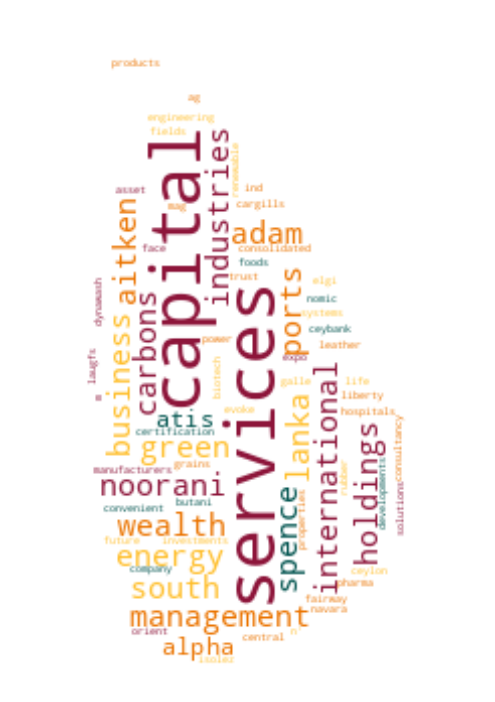 products
ag
engineering
fields
capital
industries
renewable
asset
ind
mag
cargills
aitken
adam
face
consolidated
foods
trust
ports
elgi
dynawash
carbons
nomic
systems
business
services
ceybank
power
leather
laugfs
expo
biotech
international
galle
life
m
liberty
lanka
evoke
hospitals
atis
certification
consultancy
green
holdings
grains
manufacturers
rubber
developments
noorani
spence
solutions
properties
butani
convenient
wealth
future
investments
energy
company
ceylon
south
pharma
fairway
management
navara
orient
n'
central
alpha